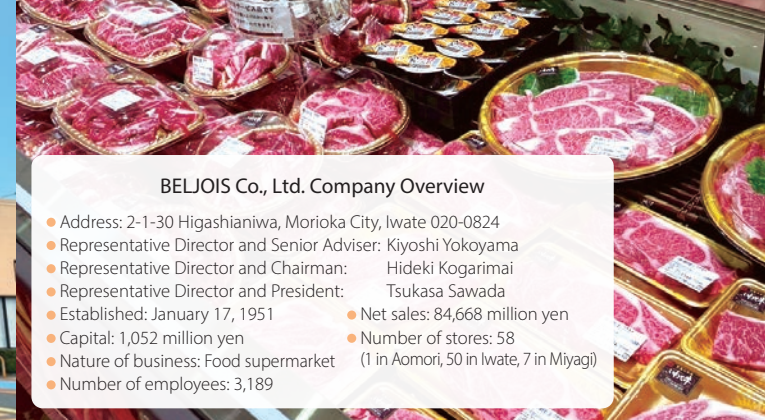 BELJOIS Co., Ltd. Company Overview
● Address: 2-1-30 Higashianiwa, Morioka City, Iwate 020-0824
● Representative Director and Senior Adviser: Kiyoshi Yokoyama
● Representative Director and Chairman: Hideki Kogarimai
● Representative Director and President: Tsukasa Sawada
● Established: January 17, 1951
● Capital: 1,052 million yen
● Nature of business: Food supermarket
● Number of employees: 3,189
● Net sales: 84,668 million yen
● Number of stores: 58
(1 in Aomori, 50 in Iwate, 7 in Miyagi)